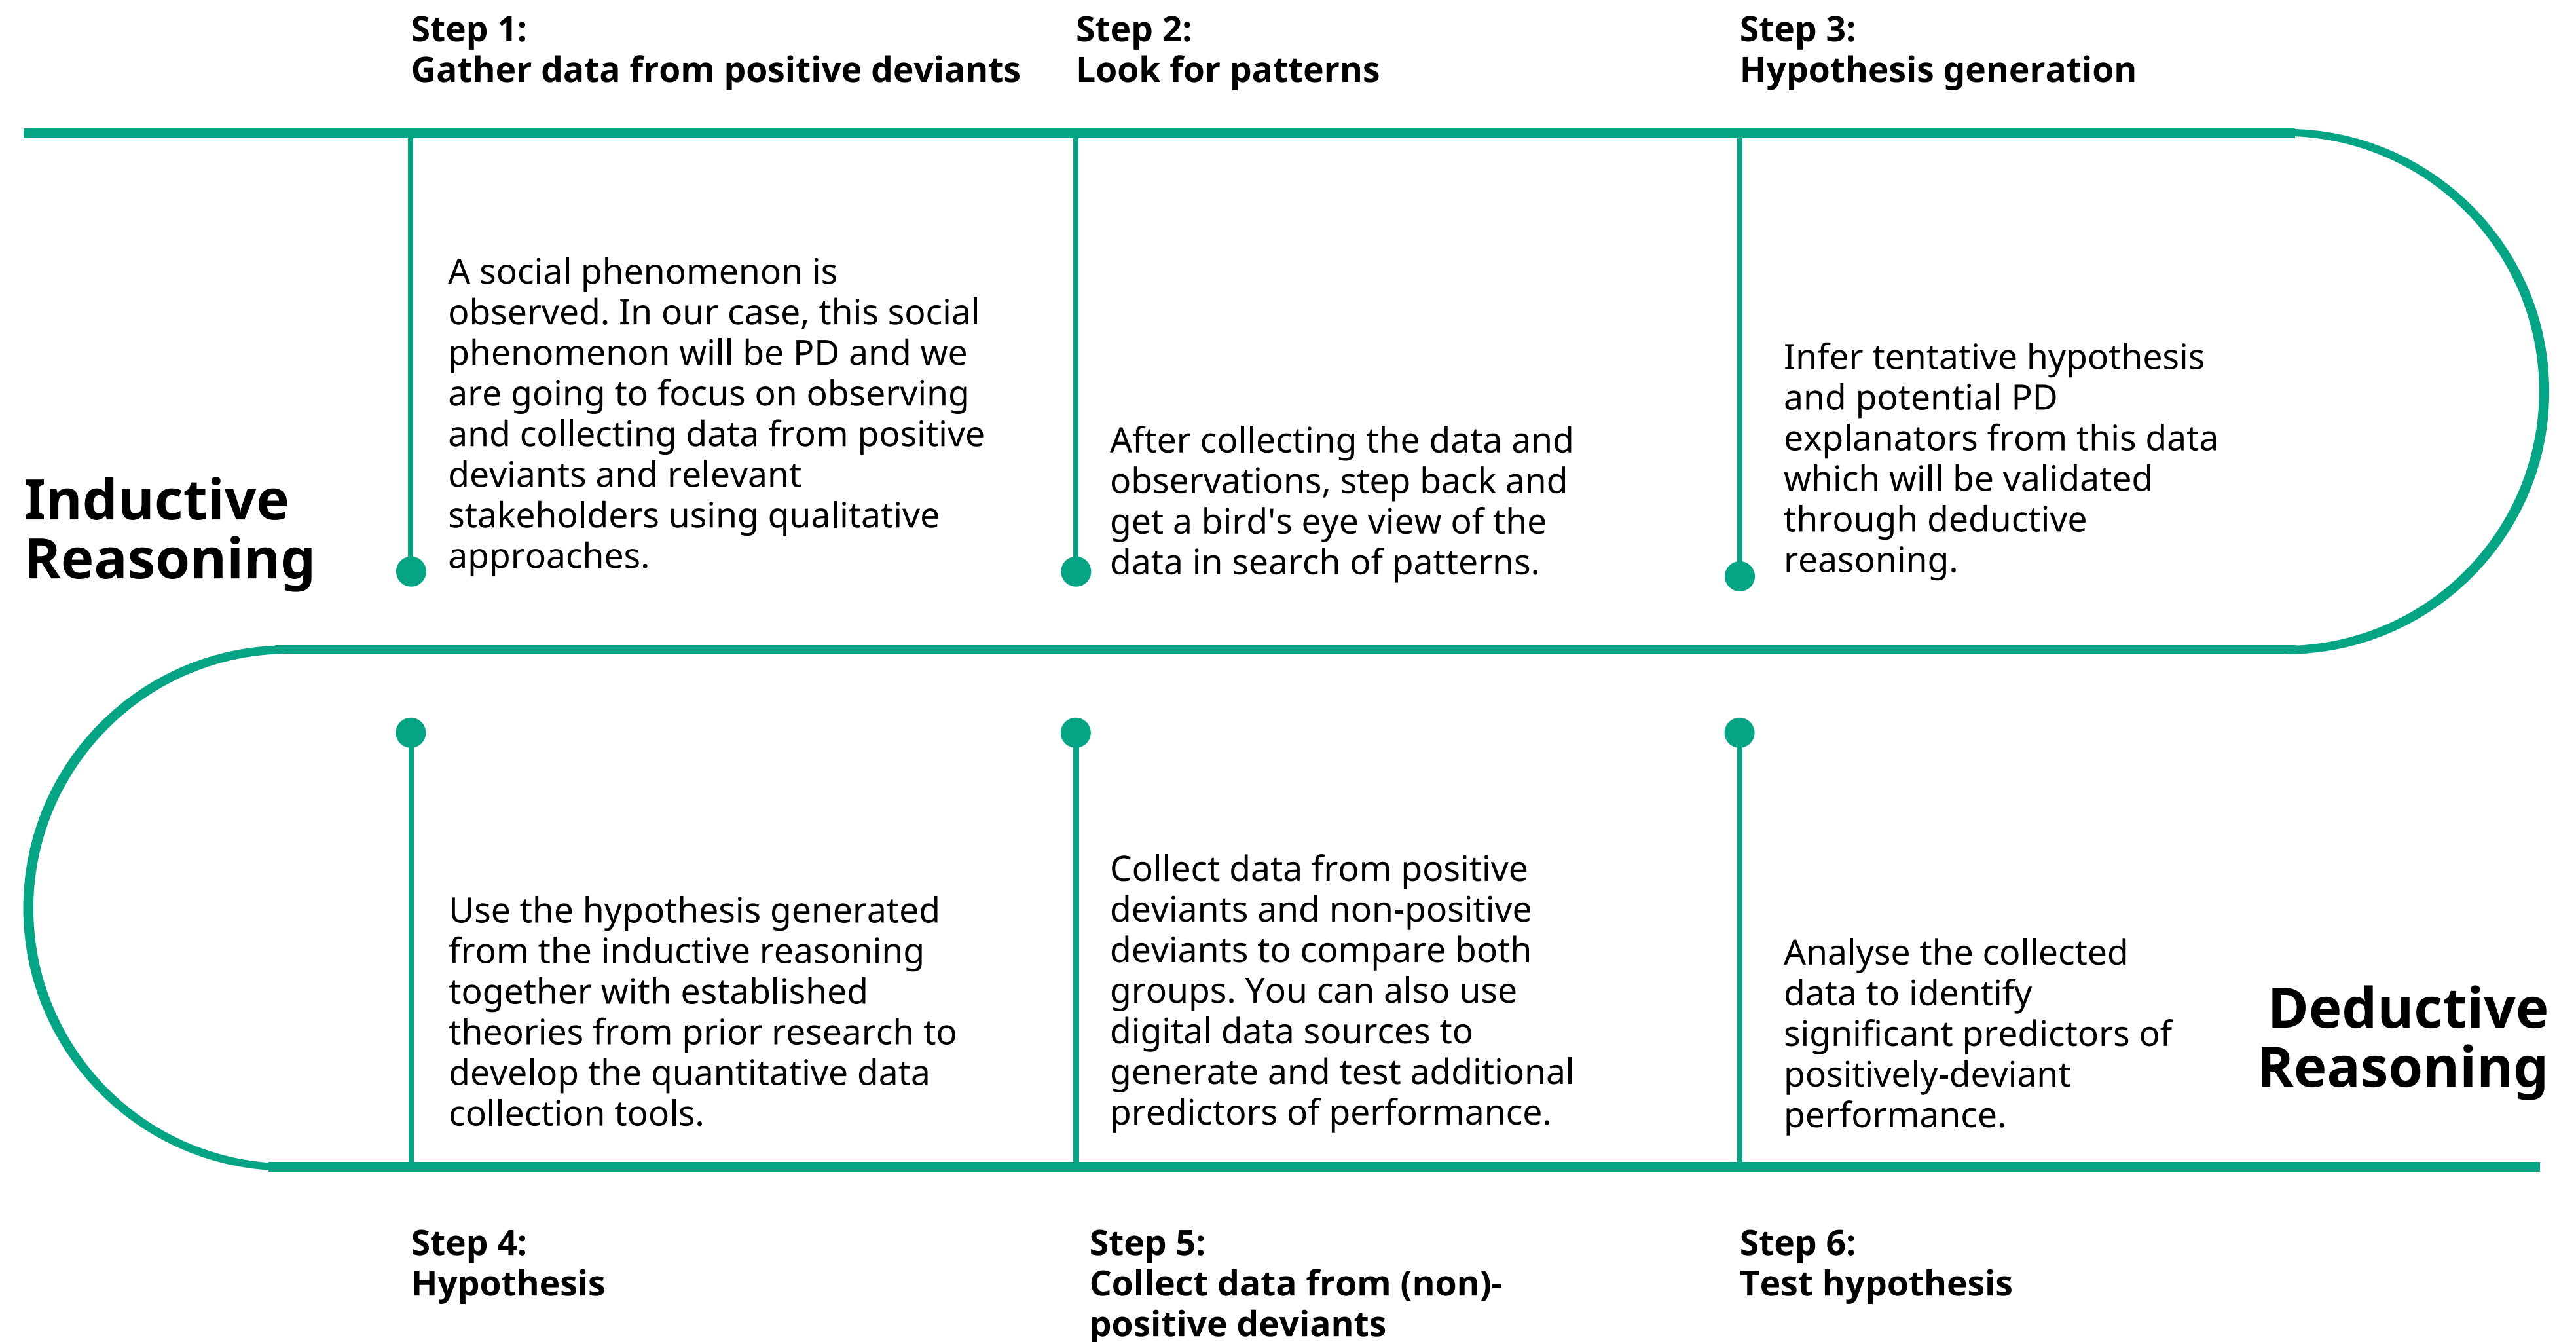 Step 1:
Gather data from positive deviants
Step 2:
Look for patterns
Step 3:
Hypothesis generation
Inductive
Reasoning
A social phenomenon is
observed. In our case, this social
phenomenon will be PD and we
are going to focus on observing
and collecting data from positive
deviants and relevant
stakeholders using qualitative
approaches.
After collecting the data and
observations, step back and
get a bird's eye view of the
data in search of patterns.
Infer tentative hypothesis
and potential PD
explanators from this data
which will be validated
through deductive
reasoning.
Use the hypothesis generated
from the inductive reasoning
together with established
theories from prior research to
develop the quantitative data
collection tools.
Collect data from positive
deviants and non-positive
deviants to compare both
groups. You can also use
digital data sources to
generate and test additional
predictors of performance.
Analyse the collected
data to identify
significant predictors of
positively-deviant
performance.
Deductive
Reasoning
Step 4:
Hypothesis
Step 5:
Collect data from (non)-
positive deviants
Step 6:
Test hypothesis